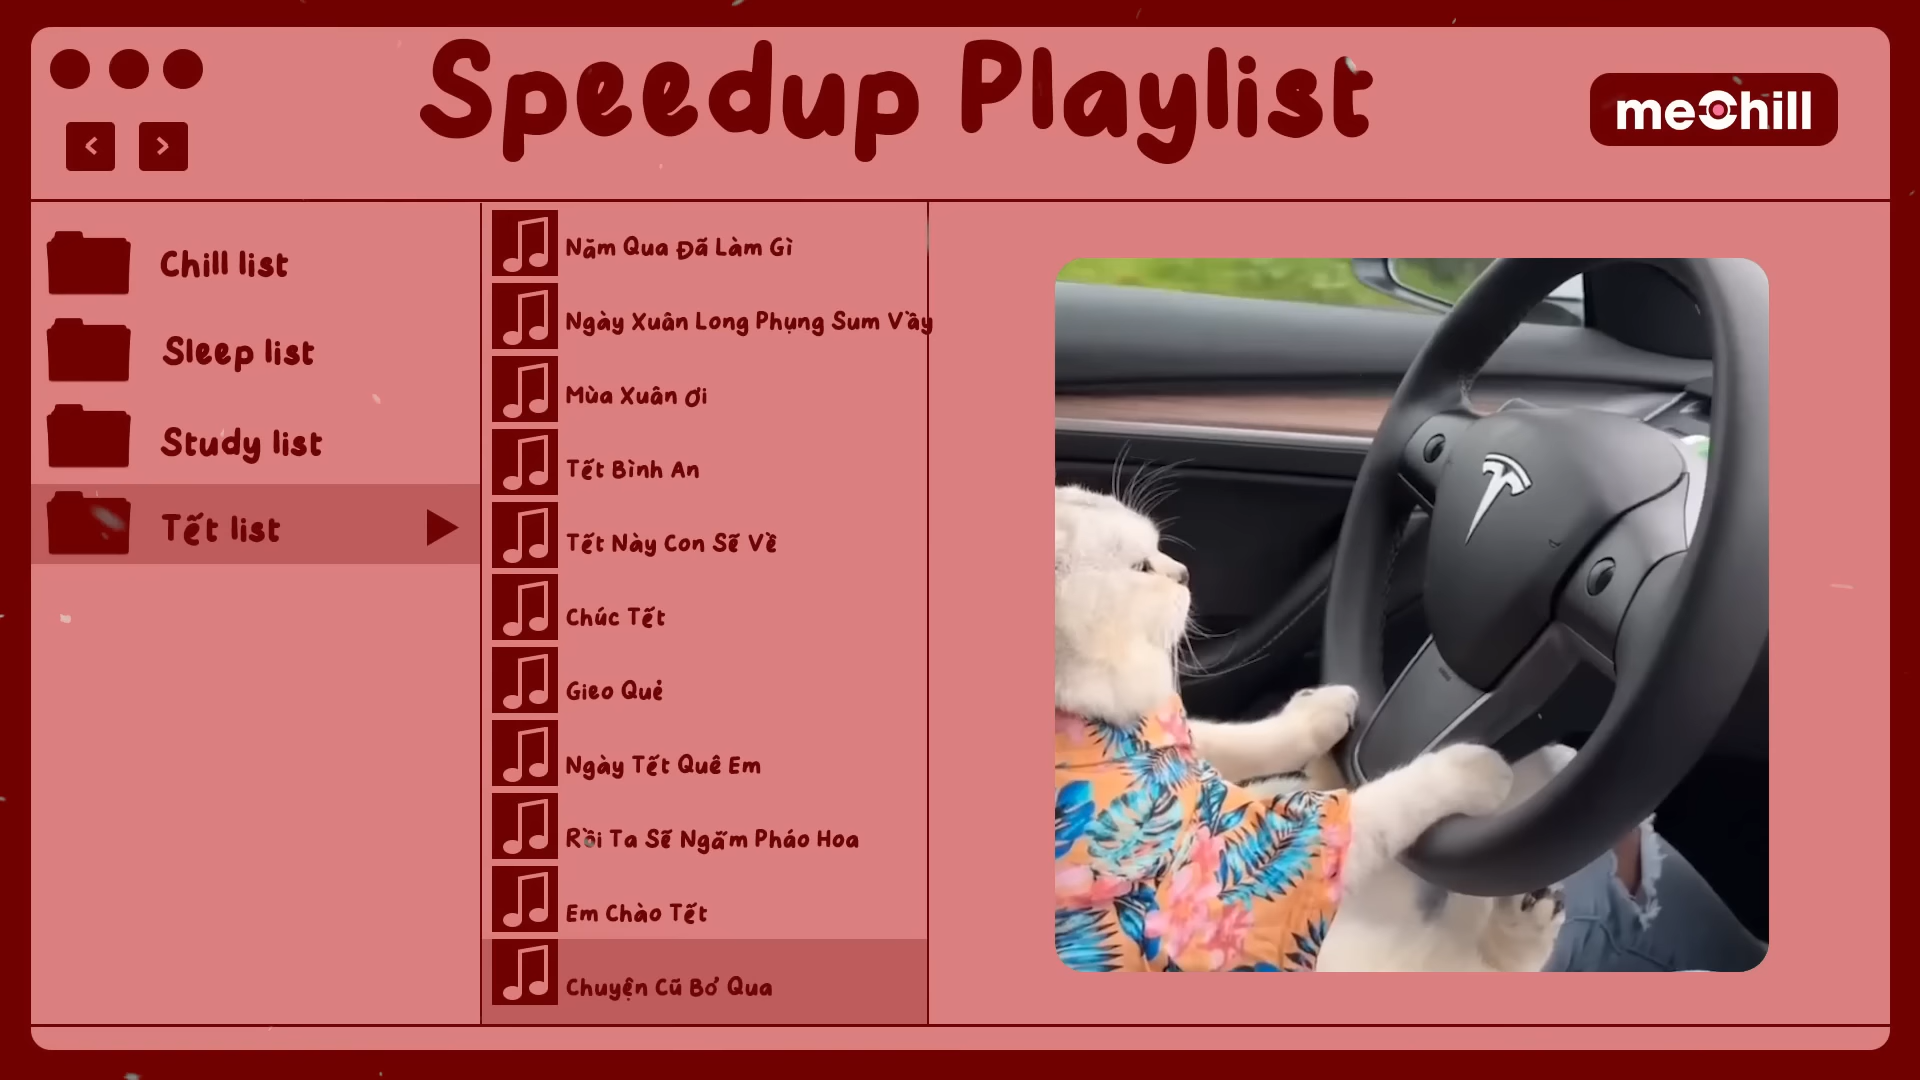 Speedup Playlist
meChill
Chill list
Sleep list
Study list
Tết list
Năm Qua Đã Làm Gì
Ngày Xuân Long Phụng Sum Vầy
Mùa Xuân ơi
Tết Bình An
Tết Này Con Sẽ Về
Chúc Tết
Gieo Quẻ
Ngày Tết Quê Em
Rồi Ta Sẽ Ngắm Pháo Hoa
Em Chào Tết
Chuyện Cũ Bỏ Qua